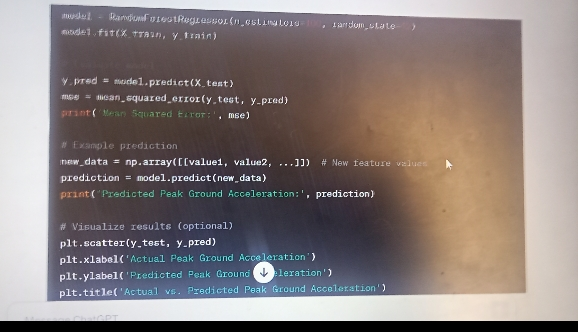 model = RandomForestRegressor(n_estimators= , random_state= )
model.fit(X_train, y_train)
y_pred = model.predict(X_test)
mse = mean_squared_error(y_test, y_pred)
print('Mean Squared Error:', mse)
# Example prediction
new_data = np.array([[value1, value2, ...]])  # New feature values
prediction = model.predict(new_data)
print('Predicted Peak Ground Acceleration:', prediction)
# Visualize results (optional)
plt.scatter(y_test, y_pred)
plt.xlabel('Actual Peak Ground Acceleration')
plt.ylabel('Predicted Peak Ground eleration')
plt.title('Actual vs. Predicted Peak Ground Acceleration')
Message ChatGPT